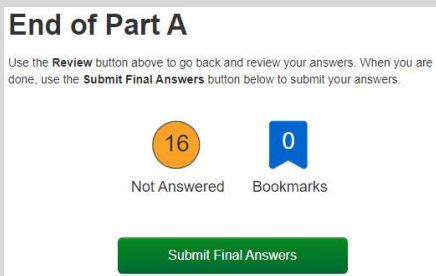 End of Part A
Use the Review button above to go back and review your answers. When you are
done, use the Submit Final Answers button below to submit your answers.
16
0
Not Answered
Bookmarks
Submit Final Answers